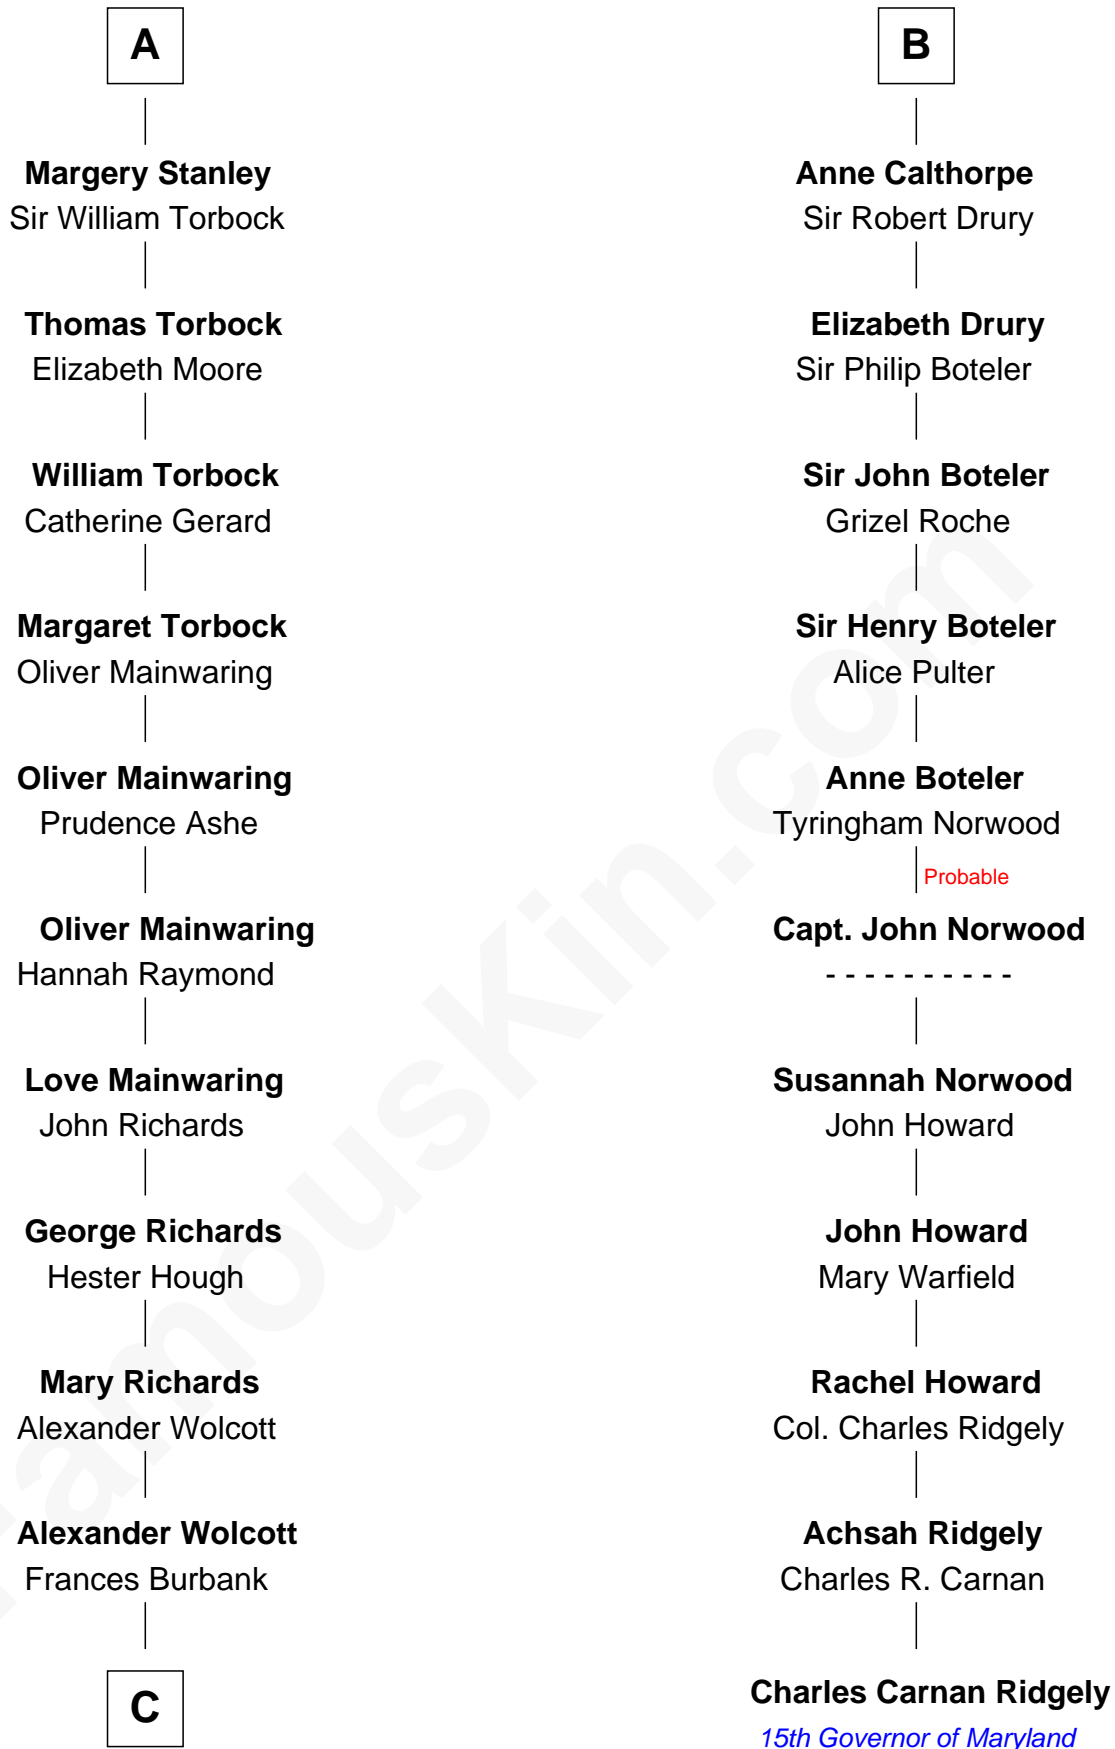 A
Margery Stanley
Sir William Torbock
Thomas Torbock
Elizabeth Moore
William Torbock
Catherine Gerard
Margaret Torbock
Oliver Mainwaring
Oliver Mainwaring
Prudence Ashe
Oliver Mainwaring
Hannah Raymond
Love Mainwaring
John Richards
George Richards
Hester Hough
Mary Richards
Alexander Wolcott
Alexander Wolcott
Frances Burbank
C
B
Anne Calthorpe
Sir Robert Drury
Elizabeth Drury
Sir Philip Boteler
Sir John Boteler
Grizel Roche
Sir Henry Boteler
Alice Pulter
Anne Boteler
Tyringham Norwood
Probable
Capt. John Norwood
- - - - - - - - - -
Susannah Norwood
John Howard
John Howard
Mary Warfield
Rachel Howard
Col. Charles Ridgely
Achsah Ridgely
Charles R. Carnan
Charles Carnan Ridgely
15th Governor of Maryland
FamousKin.com